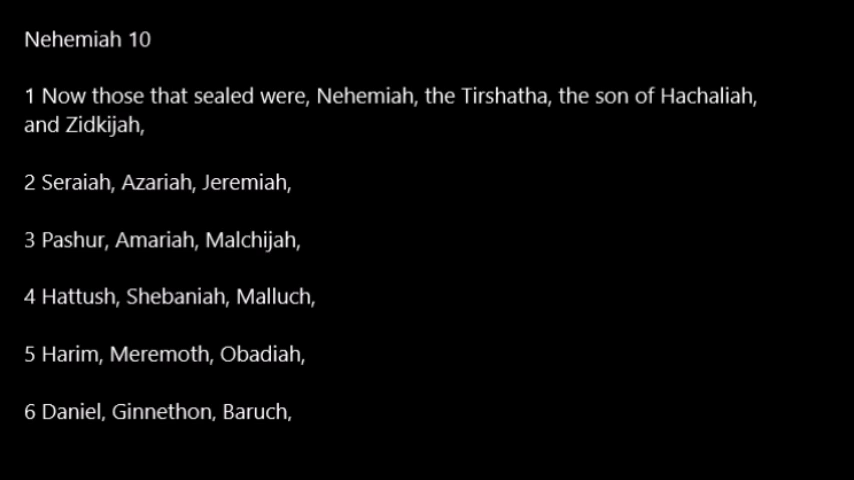 Nehemiah 10
1 Now those that sealed were, Nehemiah, the Tirshatha, the son of Hachaliah,
and Zidkijah,
2 Seraiah, Azariah, Jeremiah,
3 Pashur, Amariah, Malchijah,
4 Hattush, Shebaniah, Malluch,
5 Harim, Meremoth, Obadiah,
6 Daniel, Ginnethon, Baruch,